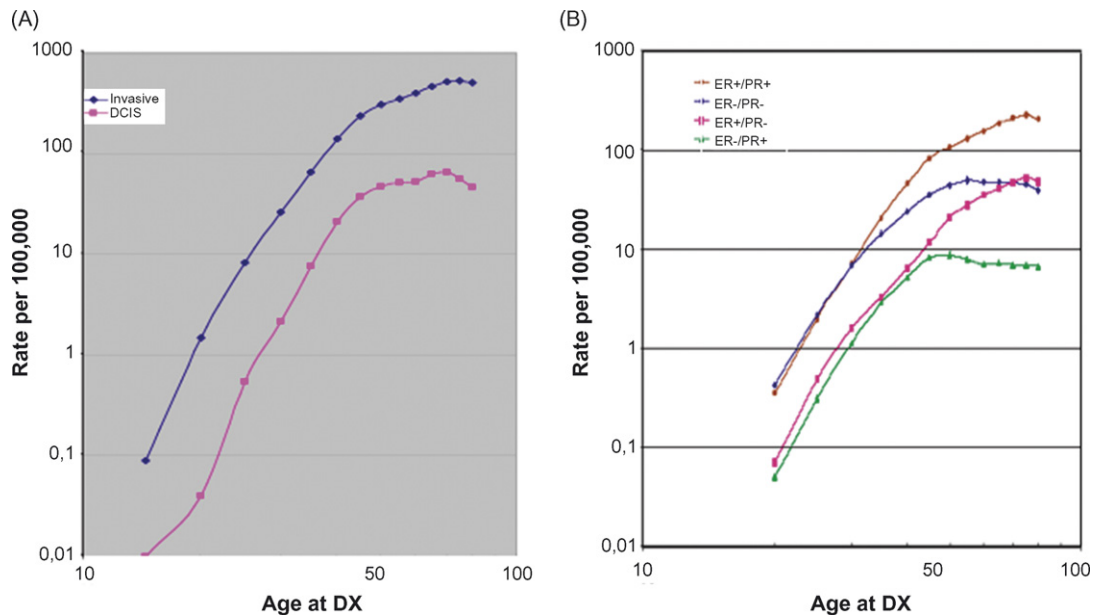 (A)
1000
100
10
1
0,1
0,01
Rate per 100,000
Invasive
DCIS
10
50
100
Age at DX
(B)
1000
100
10
1
0,1
0,01
Rate per 100,000
ER+/PR+
ER-/PR-
ER+/PR-
ER-/PR+
10
50
100
Age at DX